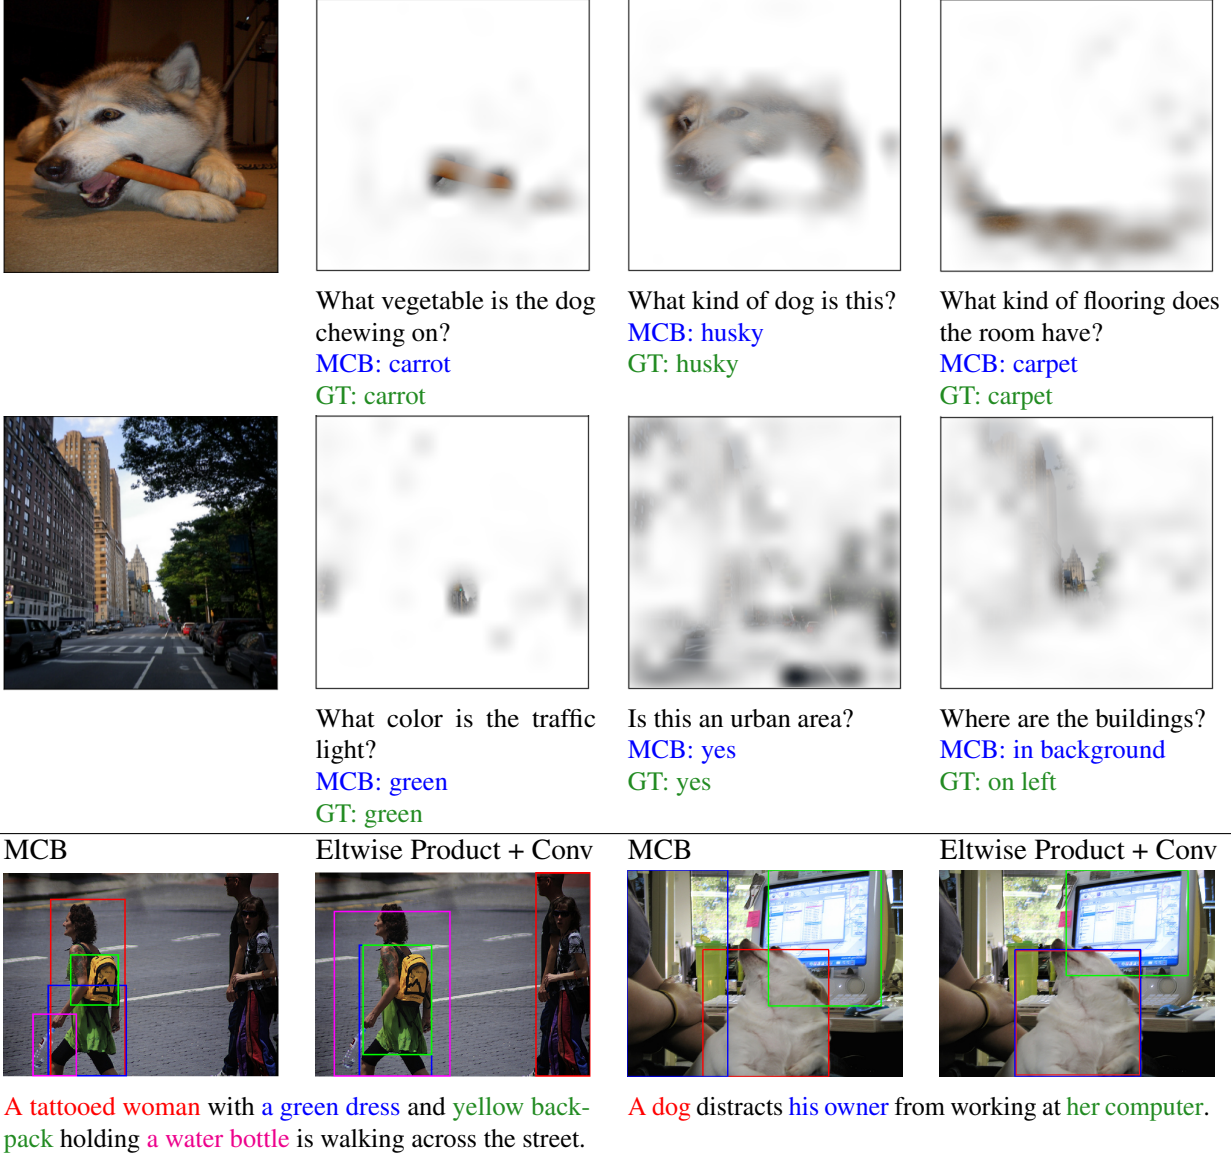 What vegetable is the dog
chewing on?
MCB: carrot
GT: carrot
What kind of dog is this?
MCB: husky
GT: husky
What kind of flooring does
the room have?
MCB: carpet
GT: carpet
What color is the traffic
light?
MCB: green
GT: green
Is this an urban area?
MCB: yes
GT: yes
Where are the buildings?
MCB: in background
GT: on left
MCB
Eltwise Product + Conv
MCB
Eltwise Product + Conv
A tattooed woman with a green dress and yellow back-
pack holding a water bottle is walking across the street.
A dog distracts his owner from working at her computer.